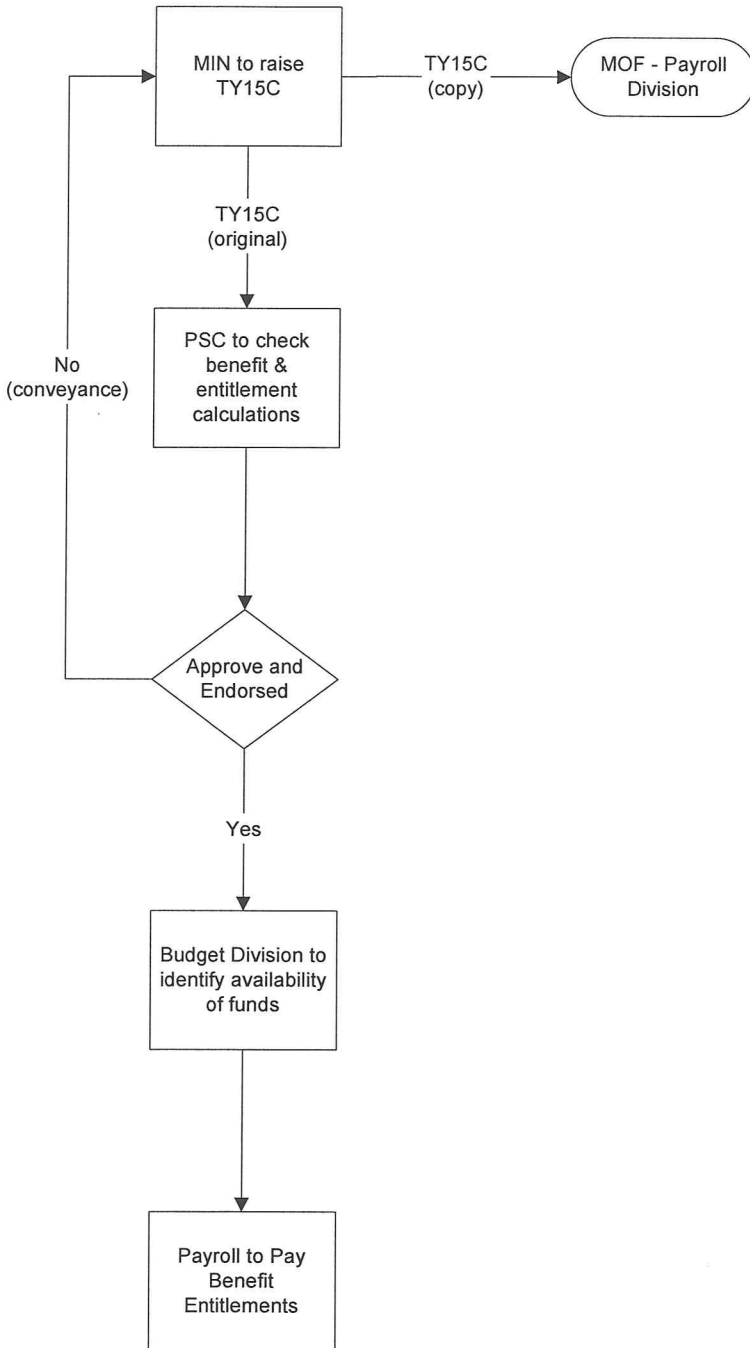 MIN to raise
TY15C
TY15C
(copy)
MOF - Payroll
Division
TY15C
(original)
PSC to check
benefit &
entitlement
calculations
No
(conveyance)
Approve and
Endorsed
Yes
Budget Division to
identify availability
of funds
Payroll to Pay
Benefit
Entitlements